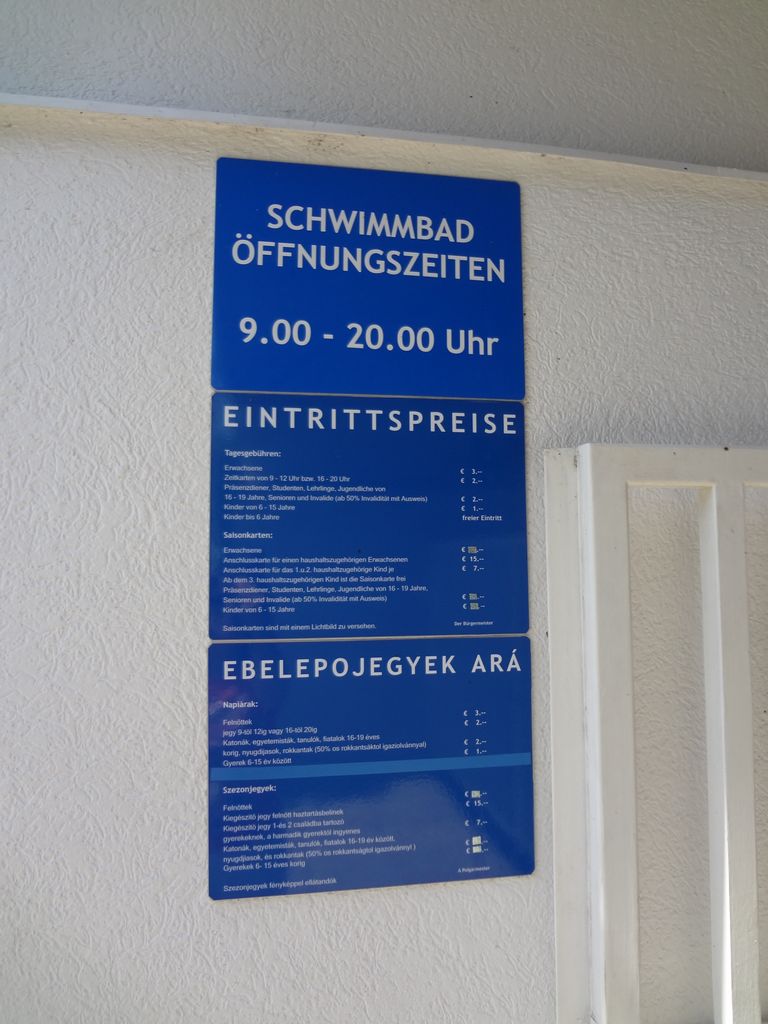 SCHWIMMBAD
ÖFFNUNGSZEITEN
9.00 - 20.00 Uhr
EINTRITTSPREISE
Tagesgebühren:
Erwachsene € 3.--
Zeitkarten von 9 - 12 Uhr bzw. 16 - 20 Uhr € 2.--
Präsenzdiener, Studenten, Lehrlinge, Jugendliche von
16 - 19 Jahre, Senioren und Invalide (ab 50% Invalidität mit Ausweis) € 2.--
Kinder von 6 - 15 Jahre € 1.--
Kinder bis 6 Jahre freier Eintritt
Saisonkarten:
Erwachsene € .--
Anschlusskarte für einen haushaltszugehörigen Erwachsenen € 15.--
Anschlusskarte für das 1.u.2. haushaltszugehörige Kind je € 7.--
Ab dem 3. haushaltszugehörigen Kind ist die Saisonkarte frei
Präsenzdiener, Studenten, Lehrlinge, Jugendliche von 16 - 19 Jahre,
Senioren und Invalide (ab 50% Invalidität mit Ausweis) € .--
Kinder von 6 - 15 Jahre € .--
Saisonkarten sind mit einem Lichtbild zu versehen. Der Bürgermeister
EBELEPOJEGYEK ARÁ
Napiárak:
Felnöttek € 3.--
jegy 9-töl 12ig vagy 16-tól 20ig € 2.--
Katonák, egyetemisták, tanulók, fiatalok 16-19 éves
korig, nyugdijasok, rokkantak (50% os rokkantsáktol igaziolvánnyal) € 2.--
Gyerek 6-15 év között € 1.--
Szezonjegyek:
Felnöttek € .--
Kiegészitö jegy felnött haztartásbelinek € 15.--
Kiegészitö jegy 1-és 2 családba tartozó
gyerekeknek, a harmadik gyerektöl ingyenes € 7.--
Katonák, egyetemisták, tanulók, fiatalok 16-19 év között,
nyugdijasok, és rokkantak (50% os rokkantságtol igazolvánnyt ) € .--
Gyerekek 6- 15 éves korig € .--
Szezonjegyek fényképpel ellátandók A Polgármester